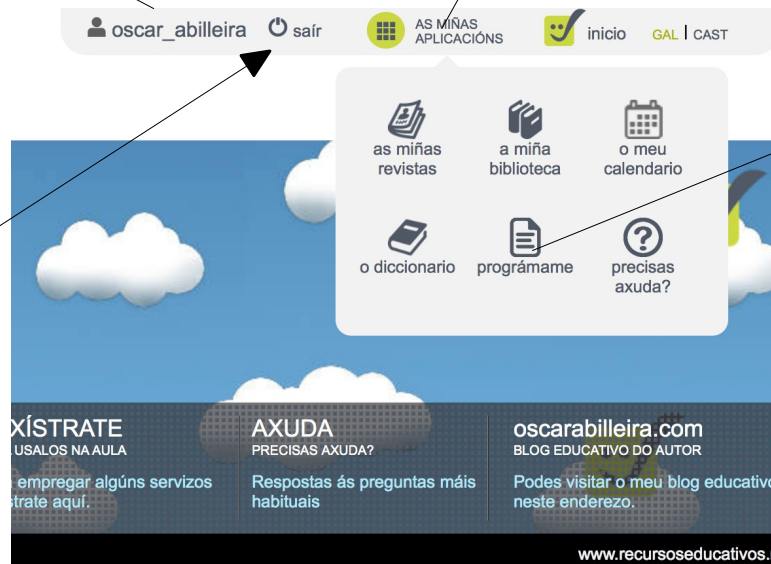 oscar_abilleira saír AS MIÑAS APLICACIÓNS inicio GAL | CAST
as miñas revistas
a miña biblioteca
o meu calendario
o diccionario
prográmame
precisas axuda?
XÍSTRATE
USALOS NA AULA
empregar algúns servizos
strate aquí.
AXUDA
PRECISAS AXUDA?
Respostas ás preguntas máis
habituais
oscarabilleira.com
BLOG EDUCATIVO DO AUTOR
Podes visitar o meu blog educativo
neste enderezo.
www.recursoseducativos.